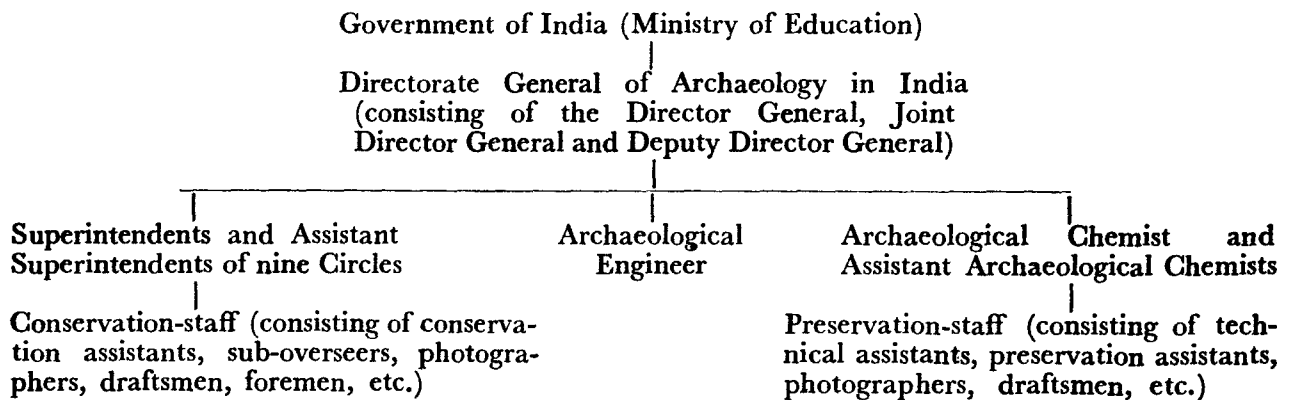 Government of India (Ministry of Education)
Directorate General of Archaeology in India
(consisting of the Director General, Joint
Director General and Deputy Director General)
Superintendents and Assistant
Superintendents of nine Circles
Archaeological
Engineer
Archaeological Chemist and
Assistant Archaeological Chemists
Conservation-staff (consisting of conserva-
tion assistants, sub-overseers, photogra-
phers, draftsmen, foremen, etc.)
Preservation-staff (consisting of tech-
nical assistants, preservation assistants,
photographers, draftsmen, etc.)